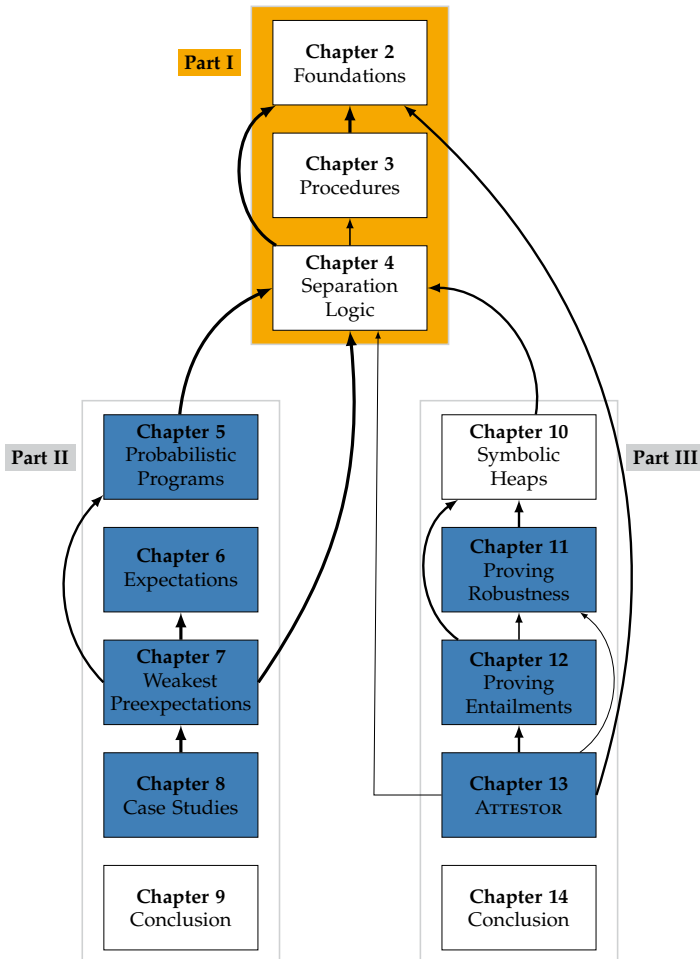 Part I
Chapter 2
Foundations
Chapter 3
Procedures
Chapter 4
Separation
Logic
Part II
Chapter 5
Probabilistic
Programs
Chapter 6
Expectations
Chapter 7
Weakest
Preexpectations
Chapter 8
Case Studies
Chapter 9
Conclusion
Part III
Chapter 10
Symbolic
Heaps
Chapter 11
Proving
Robustness
Chapter 12
Proving
Entailments
Chapter 13
ATTESTOR
Chapter 14
Conclusion